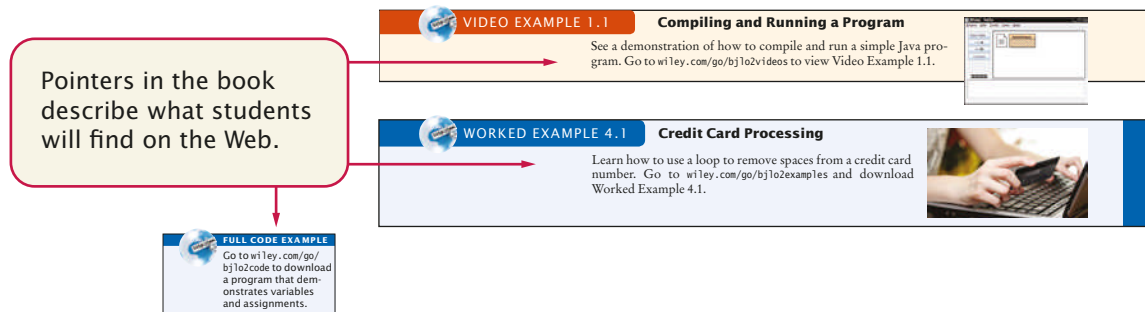 VIDEO EXAMPLE 1.1
Compiling and Running a Program
See a demonstration of how to compile and run a simple Java pro-
gram. Go to wiley.com/go/bjlo2videos to view Video Example 1.1.
Pointers in the book
describe what students
will find on the Web.
WORKED EXAMPLE 4.1
Credit Card Processing
Learn how to use a loop to remove spaces from a credit card
number. Go to wiley.com/go/bjlo2examples and download
Worked Example 4.1.
FULL CODE EXAMPLE
Go to wiley.com/go/
bjlo2code to download
a program that dem-
onstrates variables
and assignments.